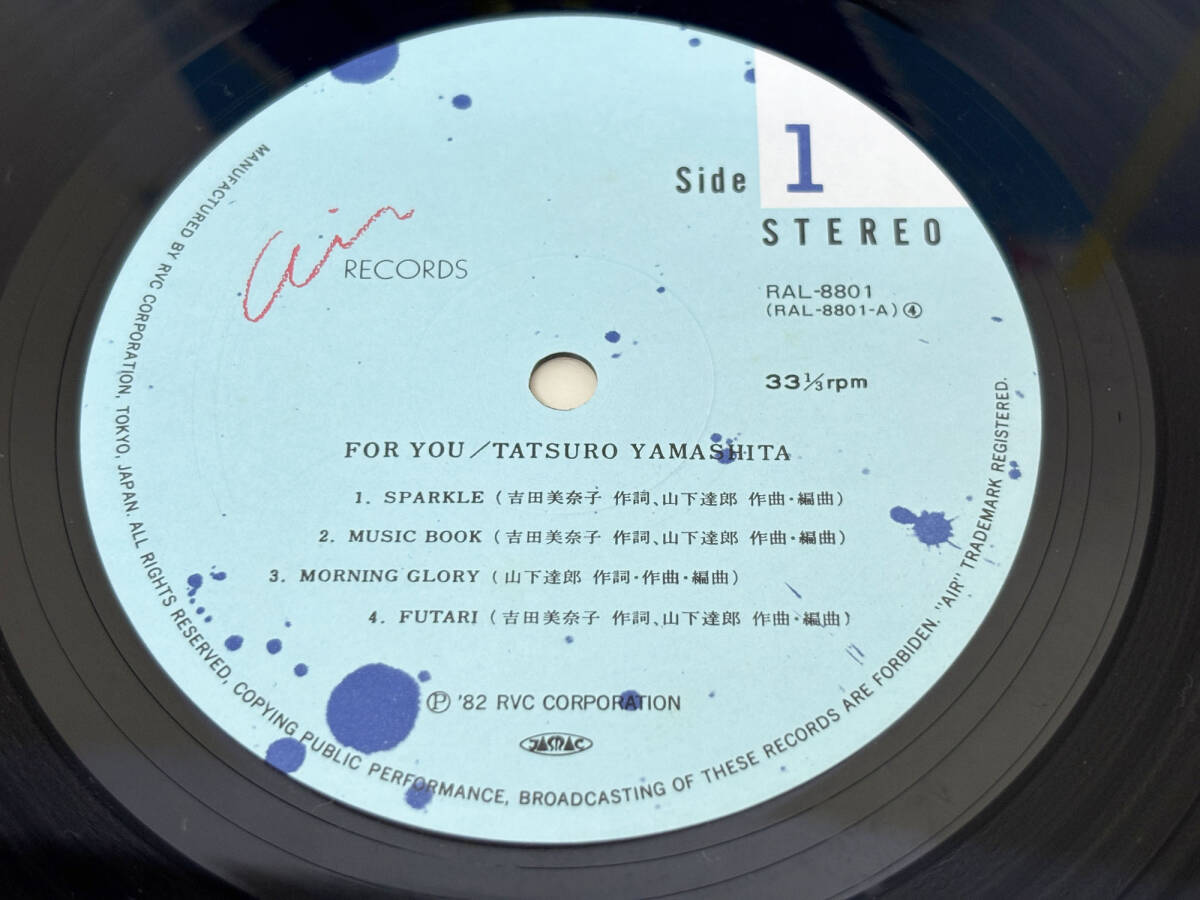 Side 1
STEREO
air RECORDS
RAL-8801
(RAL-8801-A)④
33 1/3 rpm
FOR YOU/TATSURO YAMASHITA
1. SPARKLE (吉田美奈子 作詞、山下達郎 作曲・編曲)
2. MUSIC BOOK (吉田美奈子 作詞、山下達郎 作曲・編曲)
3. MORNING GLORY (山下達郎 作詞・作曲・編曲)
4. FUTARI (吉田美奈子 作詞、山下達郎 作曲・編曲)
Ⓟ '82 RVC CORPORATION
JASRAC
MANUFACTURED BY RVC CORPORATION, TOKYO, JAPAN. ALL RIGHTS RESERVED, COPYING PUBLIC PERFORMANCE, BROADCASTING OF THESE RECORDS ARE FORBIDEN. "AIR" TRADEMARK REGISTERED.